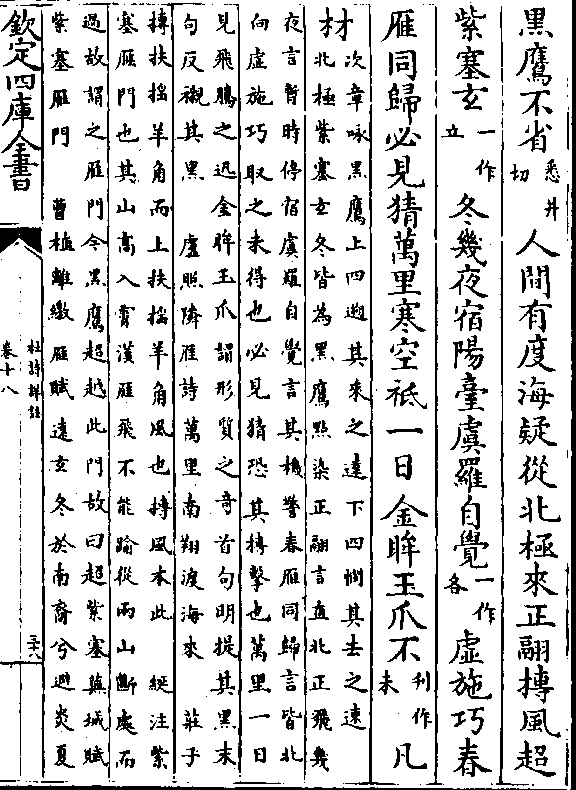 黑鷹不省悉井切人間有度海疑從北極來正翮摶風超
紫塞玄一作立冬幾夜宿陽臺虞羅自覺一作各虛施巧春
雁同歸必見猜萬里寒空祗一日金眸玉爪不刊作未凡
材次章咏黑鷹上四遡其來之遠下四惻其去之速
北極紫塞玄冬皆為黑鷹㸃染正翮言直北正飛幾
夜言暫時停宿虞羅自覺言其機警春雁同歸言皆北
向虛施巧取之未得也必見猜恐其摶擊也萬里一日
見飛騰之迅金眸玉爪謂形質之奇首句明提其黑末
句反襯其黑 盧照隣雁詩萬里南翔渡海來 莊子
摶扶揺羊角而上扶揺羊角風也摶風本此 經注紫
塞雁門也其山高入霄漢雁飛不能踰從兩山斷處而
過故謂之雁門今黑鷹超越此門故曰超紫塞蕪城賦
紫塞雁門 曹植離繳雁賦遠玄冬於南裔兮避炎夏
欽定四庫全書
杜詩詳註
卷十八
三十八